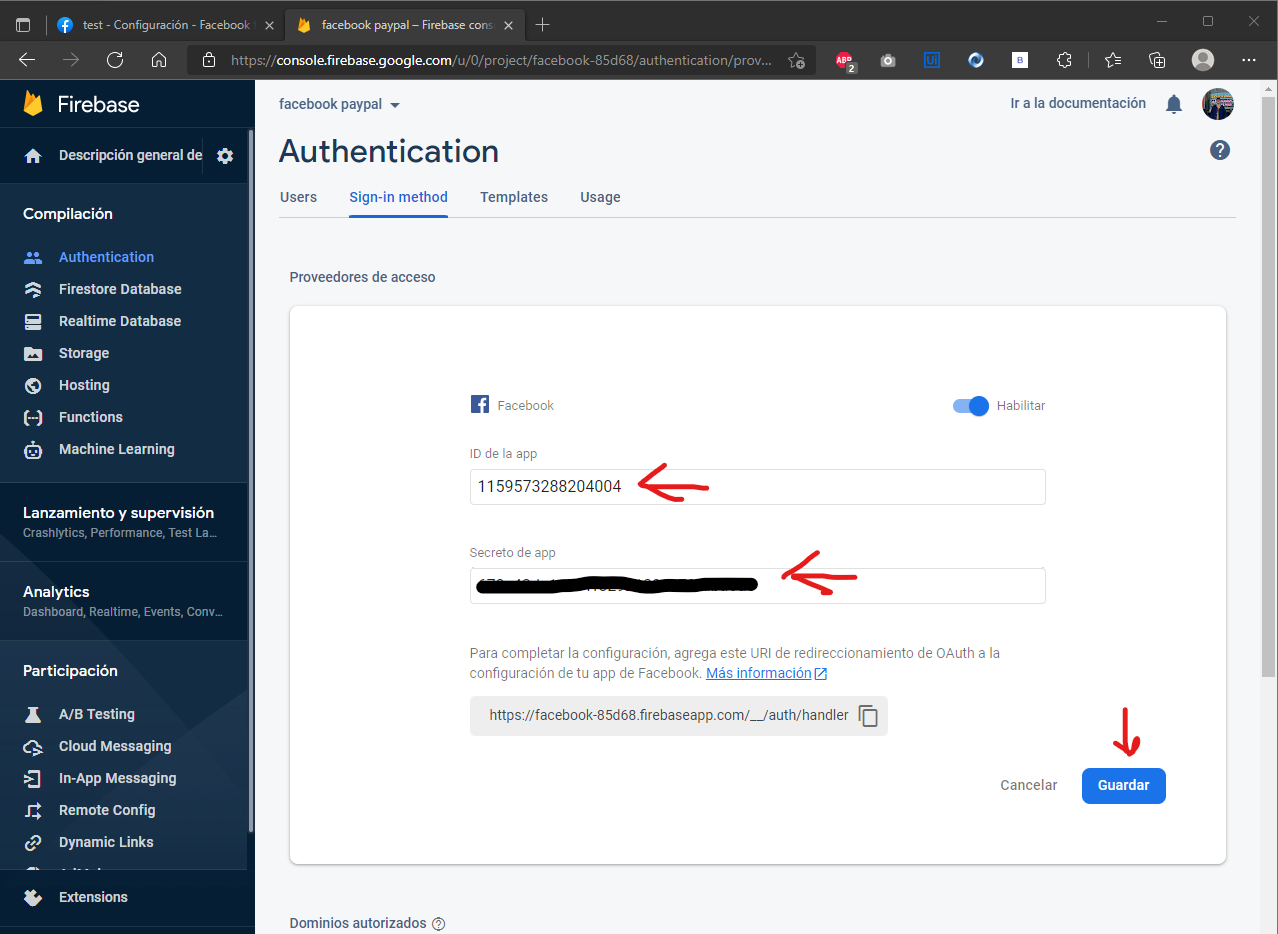 test - Configuración - Facebook
facebook paypal – Firebase cons
https://console.firebase.google.com/u/0/project/facebook-85d68/authentication/prov...
ABP
2
UI
B
Firebase
facebook paypal
Ir a la documentación
Descripción general de
Authentication
Users
Sign-in method
Templates
Usage
Compilación
Authentication
Firestore Database
Realtime Database
Storage
Hosting
Functions
Machine Learning
Lanzamiento y supervisión
Crashlytics, Performance, Test La...
Analytics
Dashboard, Realtime, Events, Conv...
Participación
A/B Testing
Cloud Messaging
In-App Messaging
Remote Config
Dynamic Links
Extensions
Proveedores de acceso
Facebook
Habilitar
ID de la app
1159573288204004
Secreto de app
Para completar la configuración, agrega este URI de redireccionamiento de OAuth a la
configuración de tu app de Facebook. Más información
https://facebook-85d68.firebaseapp.com/__/auth/handler
Cancelar
Guardar
Dominios autorizados